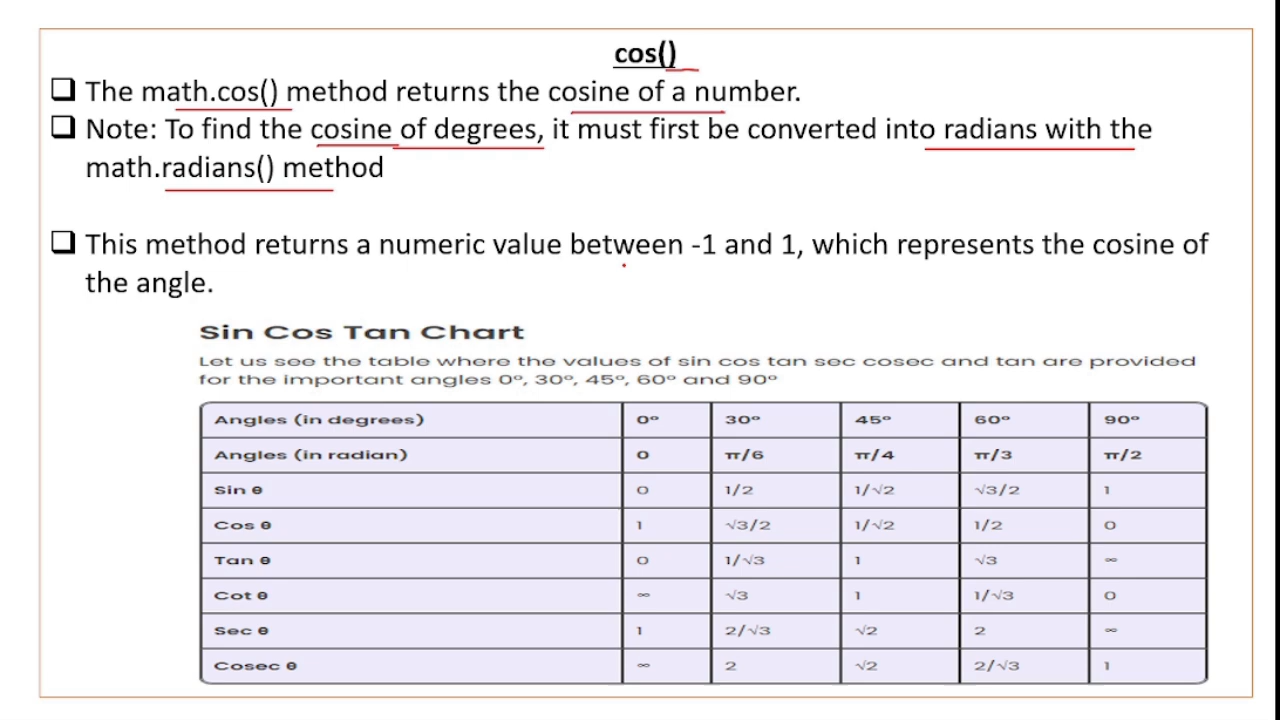 cos()
❑ The math.cos() method returns the cosine of a number.
❑ Note: To find the cosine of degrees, it must first be converted into radians with the
math.radians() method
❑ This method returns a numeric value between -1 and 1, which represents the cosine of
the angle.
Sin Cos Tan Chart
Let us see the table where the values of sin cos tan sec cosec and tan are provided
for the important angles 0°, 30°, 45°, 60° and 90°
Angles (in degrees) 0° 30° 45° 60° 90°
Angles (in radian) 0 π/6 π/4 π/3 π/2
Sin θ 0 1/2 1/√2 √3/2 1
Cos θ 1 √3/2 1/√2 1/2 0
Tan θ 0 1/√3 1 √3 ∞
Cot θ ∞ √3 1 1/√3 0
Sec θ 1 2/√3 √2 2 ∞
Cosec θ ∞ 2 √2 2/√3 1